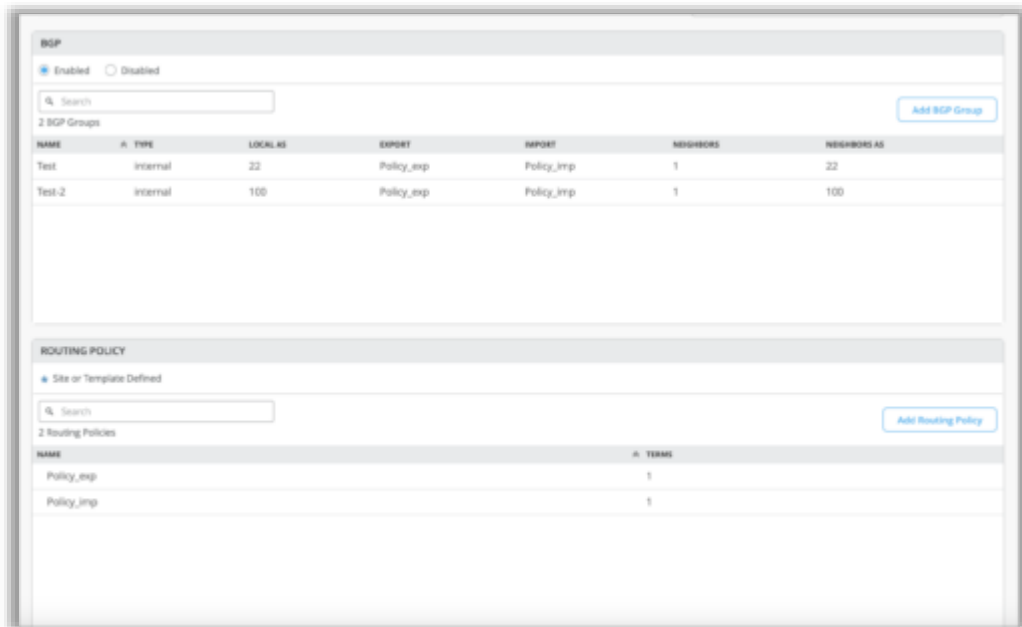 BGP
Enabled Disabled
Search
Add BGP Group
2 BGP Groups
NAME TYPE LOCAL AS EXPORT IMPORT NEIGHBORS NEIGHBORS AS
Test internal 22 Policy_exp Policy_imp 1 22
Test-2 internal 100 Policy_exp Policy_imp 1 100
ROUTING POLICY
Site or Template Defined
Search
Add Routing Policy
2 Routing Policies
NAME TERMS
Policy_exp 1
Policy_imp 1